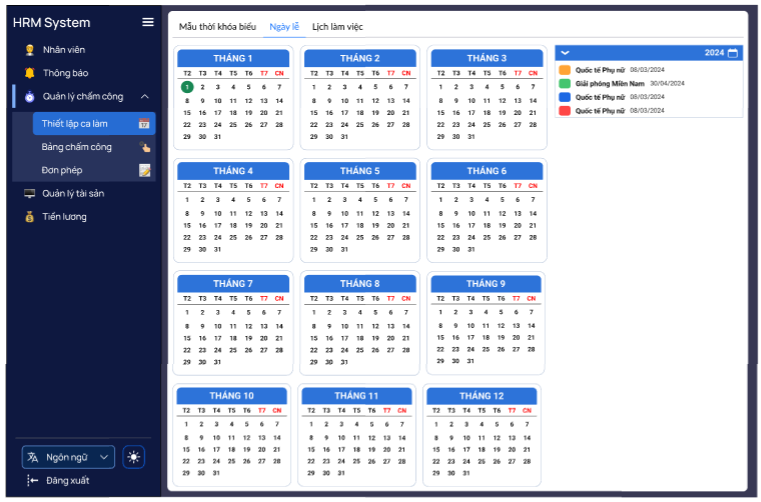 HRM System
Nhân viên
Thông báo
Quản lý chấm công
Thiết lập ca làm
Bảng chấm công
Đơn phép
Quản lý tài sản
Tiền lương
Ngôn ngữ
Đăng xuất
Mẫu thời khóa biểu Ngày lễ Lịch làm việc
THÁNG 1 THÁNG 2 THÁNG 3
T2 T3 T4 T5 T6 T7 CN T2 T3 T4 T5 T6 T7 CN T2 T3 T4 T5 T6 T7 CN
1 2 3 4 5 6 7 1 2 3 4 5 6 7 1 2 3 4 5 6 7
8 9 10 11 12 13 14 8 9 10 11 12 13 14 8 9 10 11 12 13 14
15 16 17 18 19 20 21 15 16 17 18 19 20 21 15 16 17 18 19 20 21
22 23 24 25 26 27 28 22 23 24 25 26 27 28 22 23 24 25 26 27 28
29 30 31 29 30 31 29 30 31
THÁNG 4 THÁNG 5 THÁNG 6
T2 T3 T4 T5 T6 T7 CN T2 T3 T4 T5 T6 T7 CN T2 T3 T4 T5 T6 T7 CN
1 2 3 4 5 6 7 1 2 3 4 5 6 7 1 2 3 4 5 6 7
8 9 10 11 12 13 14 8 9 10 11 12 13 14 8 9 10 11 12 13 14
15 16 17 18 19 20 21 15 16 17 18 19 20 21 15 16 17 18 19 20 21
22 23 24 25 26 27 28 22 23 24 25 26 27 28 22 23 24 25 26 27 28
29 30 31 29 30 31 29 30 31
THÁNG 7 THÁNG 8 THÁNG 9
T2 T3 T4 T5 T6 T7 CN T2 T3 T4 T5 T6 T7 CN T2 T3 T4 T5 T6 T7 CN
1 2 3 4 5 6 7 1 2 3 4 5 6 7 1 2 3 4 5 6 7
8 9 10 11 12 13 14 8 9 10 11 12 13 14 8 9 10 11 12 13 14
15 16 17 18 19 20 21 15 16 17 18 19 20 21 15 16 17 18 19 20 21
22 23 24 25 26 27 28 22 23 24 25 26 27 28 22 23 24 25 26 27 28
29 30 31 29 30 31 29 30 31
THÁNG 10 THÁNG 11 THÁNG 12
T2 T3 T4 T5 T6 T7 CN T2 T3 T4 T5 T6 T7 CN T2 T3 T4 T5 T6 T7 CN
1 2 3 4 5 6 7 1 2 3 4 5 6 7 1 2 3 4 5 6 7
8 9 10 11 12 13 14 8 9 10 11 12 13 14 8 9 10 11 12 13 14
15 16 17 18 19 20 21 15 16 17 18 19 20 21 15 16 17 18 19 20 21
22 23 24 25 26 27 28 22 23 24 25 26 27 28 22 23 24 25 26 27 28
29 30 31 29 30 31 29 30 31
2024
Quốc tế Phụ nữ 08/03/2024
Giải phóng Miền Nam 30/04/2024
Quốc tế Phụ nữ 08/03/2024
Quốc tế Phụ nữ 08/03/2024